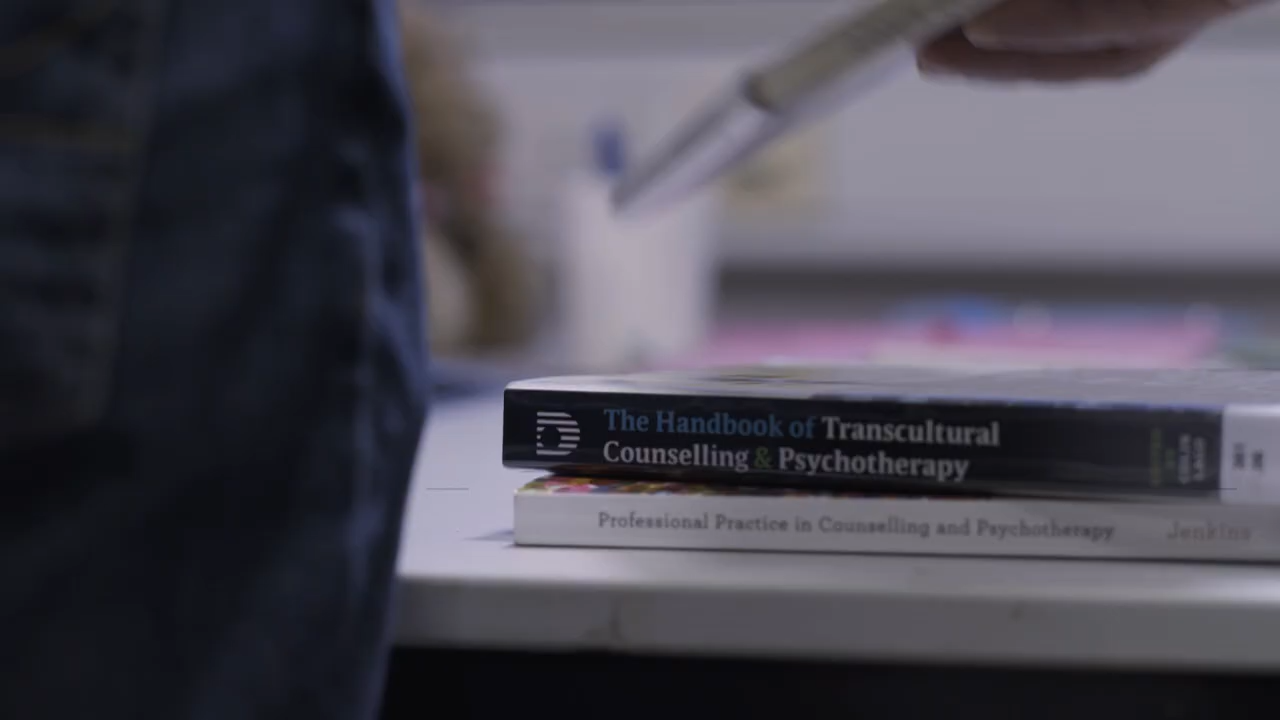 The Handbook of Transcultural
Counselling & Psychotherapy
Professional Practice in Counselling and Psychotherapy
Jenkins